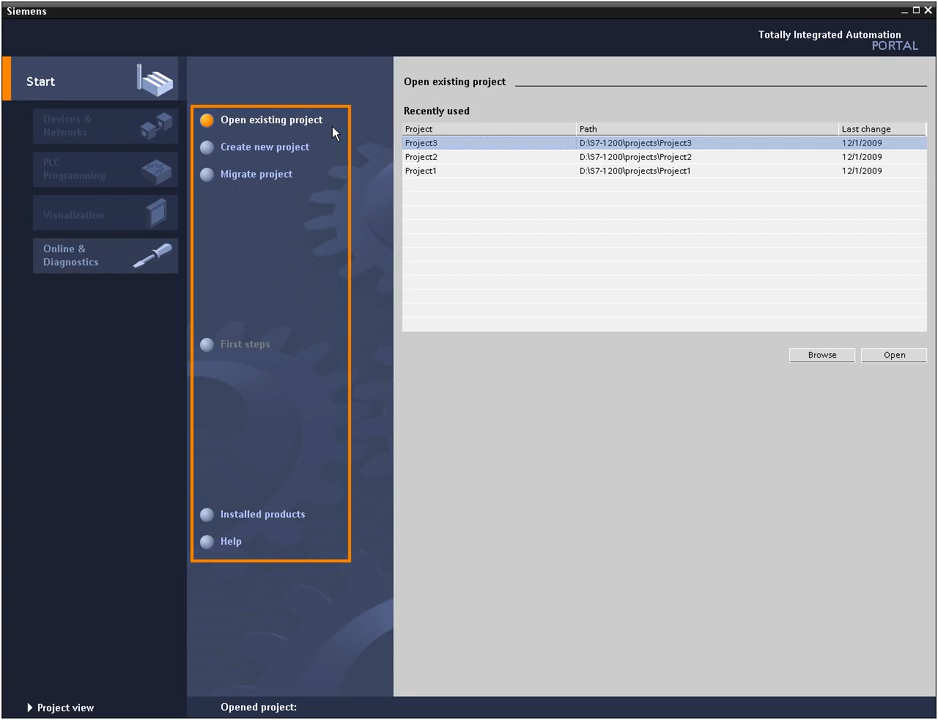 Siemens
Totally Integrated Automation
PORTAL
Start
Devices &
Networks
PLC
Programming
Visualization
Online &
Diagnostics
Open existing project
Create new project
Migrate project
First steps
Installed products
Help
Open existing project
Recently used
Project Path Last change
Project3 D:\S7-1200\projects\Project3 12/1/2009
Project2 D:\S7-1200\projects\Project2 12/1/2009
Project1 D:\S7-1200\projects\Project1 12/1/2009
Browse Open
Project view
Opened project: